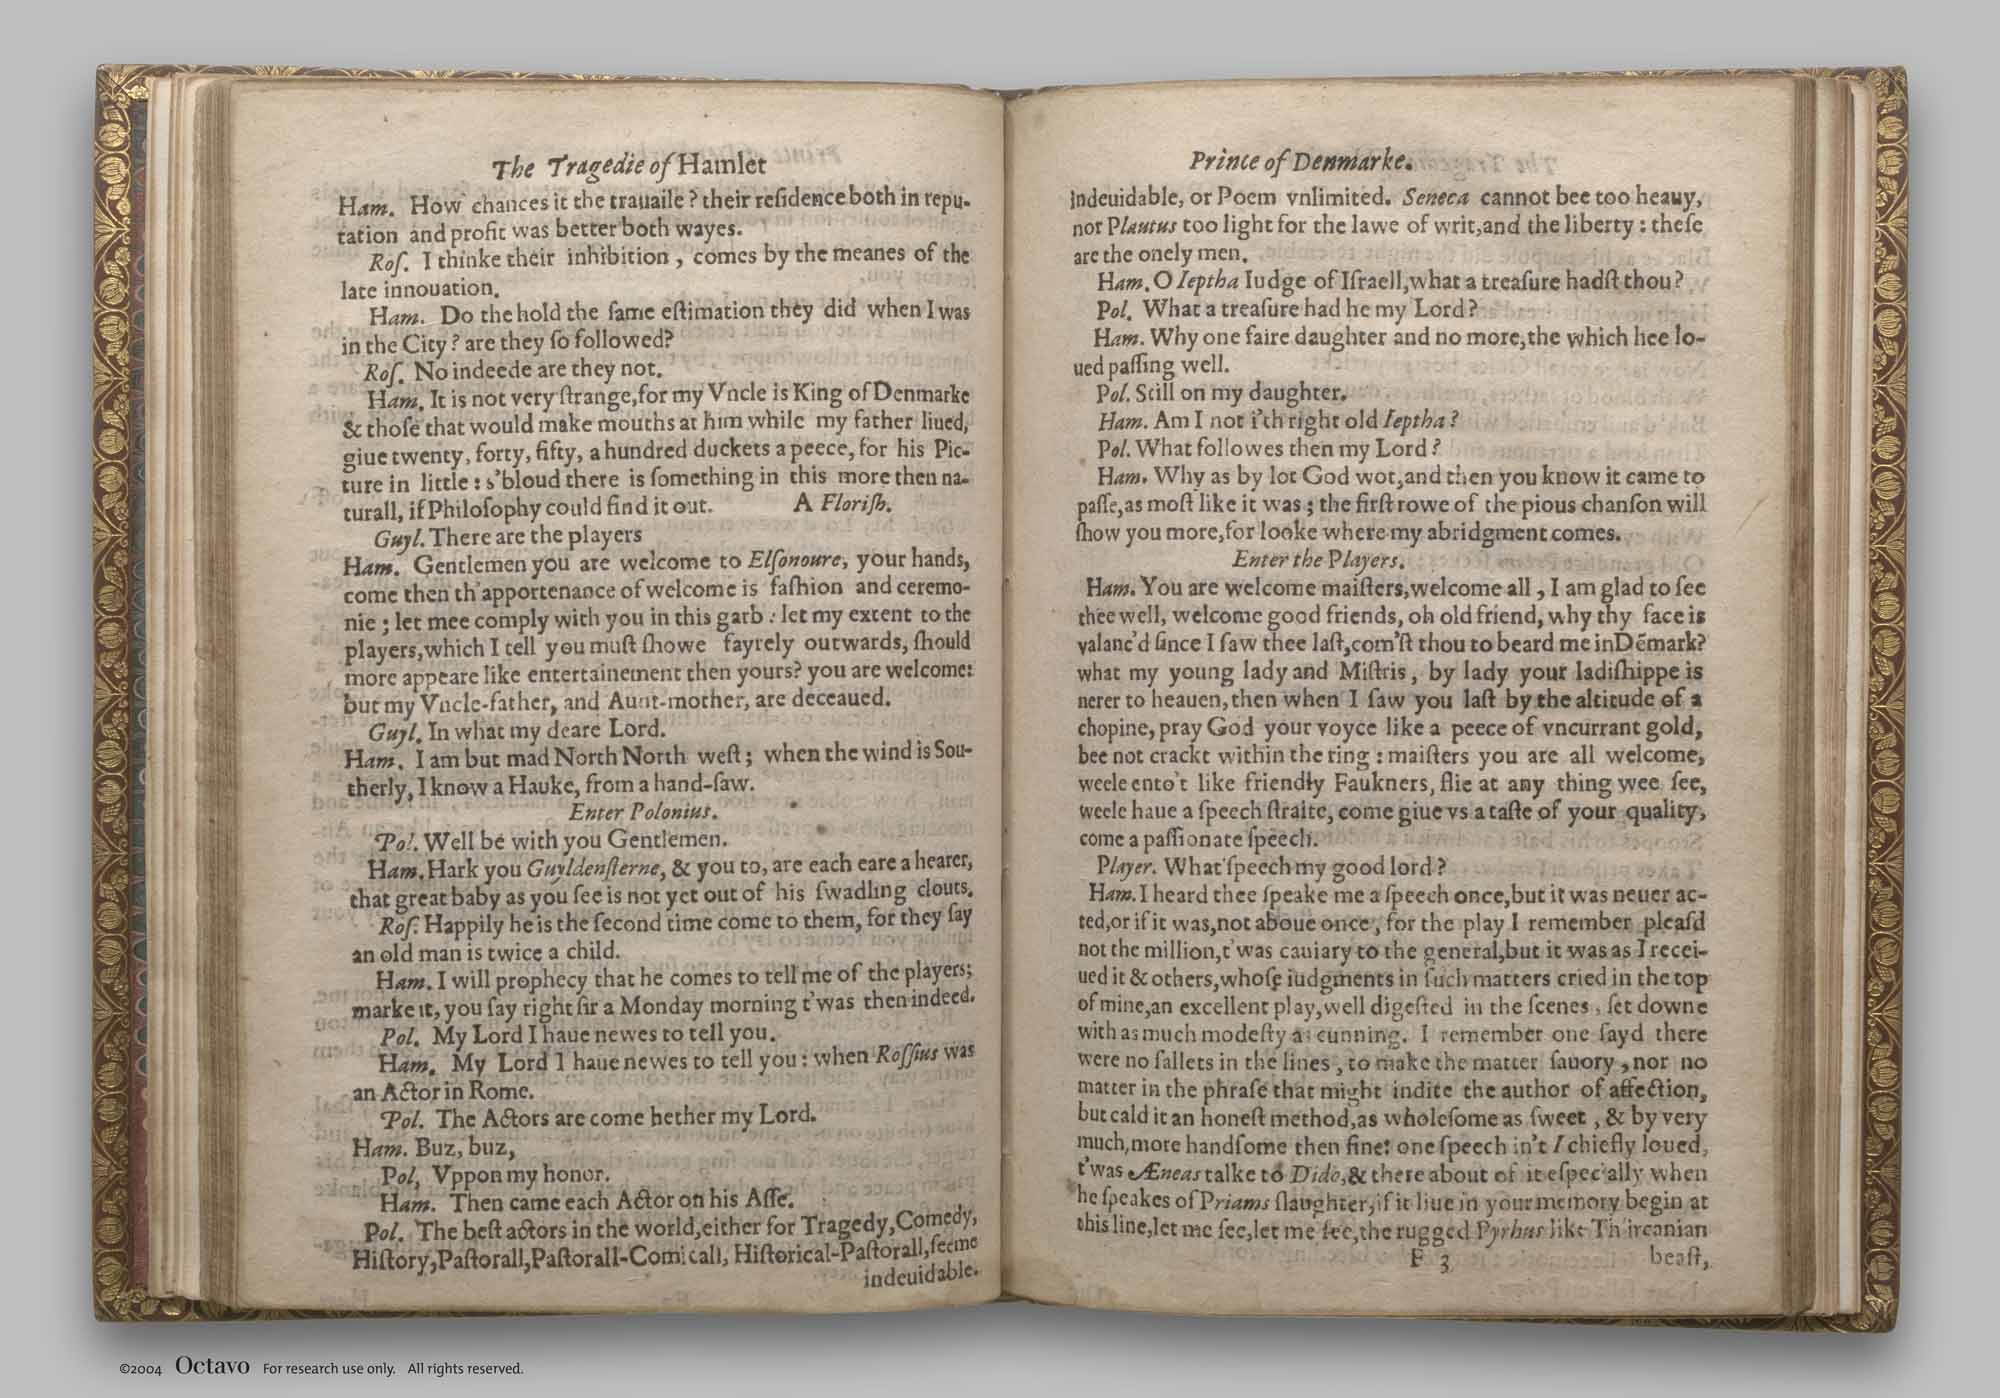 The Tragedie of Hamlet
Ham. How chances it the trauaile? their reſidence both in repu-
tation and profit was better both wayes.
Roſ. I thinke their inhibition, comes by the meanes of the
late innouation.
Ham. Do the hold the ſame eſtimation they did when I was
in the City? are they ſo followed?
Roſ. No indeede are they not.
Ham. It is not very ſtrange,for my Vncle is King of Denmarke
& thoſe that would make mouths at him while my father liued,
giue twenty, forty, fifty, a hundred duckets a peece, for his Pic-
ture in little: s'bloud there is ſomething in this more then na-
turall, if Philoſophy could find it out. A Floriſh.
Guyl. There are the players
Ham. Gentlemen you are welcome to Elſonoure, your hands,
come then th'apportenance of welcome is faſhion and ceremo-
nie; let mee comply with you in this garb: let my extent to the
players,which I tell you muſt ſhowe fayrely outwards, ſhould
more appeare like entertainement then yours? you are welcome:
but my Vncle-father, and Aunt-mother, are deceaued.
Guyl. In what my deare Lord.
Ham. I am but mad North North weſt; when the wind is Sou-
therly, I know a Hauke, from a hand-ſaw.
Enter Polonius.
Pol. Well be with you Gentlemen.
Ham. Hark you Guyldenſterne, & you to, are each eare a hearer,
that great baby as you ſee is not yet out of his ſwadling clouts.
Roſ. Happily he is the ſecond time come to them, for they ſay
an old man is twice a child.
Ham. I will prophecy that he comes to tell me of the players;
marke it, you ſay right ſir a Monday morning t'was then indeed.
Pol. My Lord I haue newes to tell you.
Ham. My Lord I haue newes to tell you: when Roſſius was
an Actor in Rome.
Pol. The Actors are come hether my Lord.
Ham. Buz, buz,
Pol, Vppon my honor.
Ham. Then came each Actor on his Aſſe.
Pol. The beſt actors in the world,either for Tragedy,Comedy,
Hiſtory,Paſtorall,Paſtorall-Comicall, Hiſtorical-Paſtorall,ſeeme
indeuidable.
Prince of Denmarke.
indeuidable, or Poem vnlimited. Seneca cannot bee too heauy,
nor Plautus too light for the lawe of writ,and the liberty: theſe
are the onely men.
Ham. O Ieptha Iudge of Iſraell,what a treaſure hadſt thou?
Pol. What a treaſure had he my Lord?
Ham. Why one faire daughter and no more,the which hee lo-
ued paſſing well.
Pol. Still on my daughter.
Ham. Am I not i'th right old Ieptha?
Pol. What followes then my Lord?
Ham. Why as by lot God wot,and then you know it came to
paſſe,as moſt like it was; the firſt rowe of the pious chanſon will
ſhow you more,for looke where my abridgment comes.
Enter the Players.
Ham. You are welcome maiſters,welcome all, I am glad to ſee
thee well, welcome good friends, oh old friend, why thy face is
valanc'd ſince I ſaw thee laſt,com'ſt thou to beard me in Dēmark?
what my young lady and Miſtris, by lady your ladiſhippe is
nerer to heauen,then when I ſaw you laſt by the altitude of a
chopine, pray God your voyce like a peece of vncurrant gold,
bee not crackt within the ring: maiſters you are all welcome,
weele ento't like friendly Faukners, flie at any thing wee ſee,
weele haue a ſpeech ſtraite, come giue vs a taſte of your quality,
come a paſſionate ſpeech.
Player. What ſpeech my good lord?
Ham. I heard thee ſpeake me a ſpeech once,but it was neuer ac-
ted,or if it was,not aboue once, for the play I remember pleaſd
not the million,t'was cauiary to the general,but it was as I recei-
ued it & others,whoſe iudgments in ſuch matters cried in the top
of mine,an excellent play,well digeſted in the ſcenes, ſet downe
with as much modeſty as cunning. I remember one ſayd there
were no ſallets in the lines, to make the matter ſauory, nor no
matter in the phraſe that might indite the author of affection,
but cald it an honeſt method,as wholeſome as ſweet, & by very
much,more handſome then fine: one ſpeech in't I chiefly loued,
t'was Æneas talke to Dido,& there about of it eſpecially when
he ſpeakes of Priams ſlaughter,if it liue in your memory begin at
this line,let me ſee,let me ſee,the rugged Pyrhus like Th'ircanian
F 3 beaſt,
©2004 Octavo For research use only. All rights reserved.